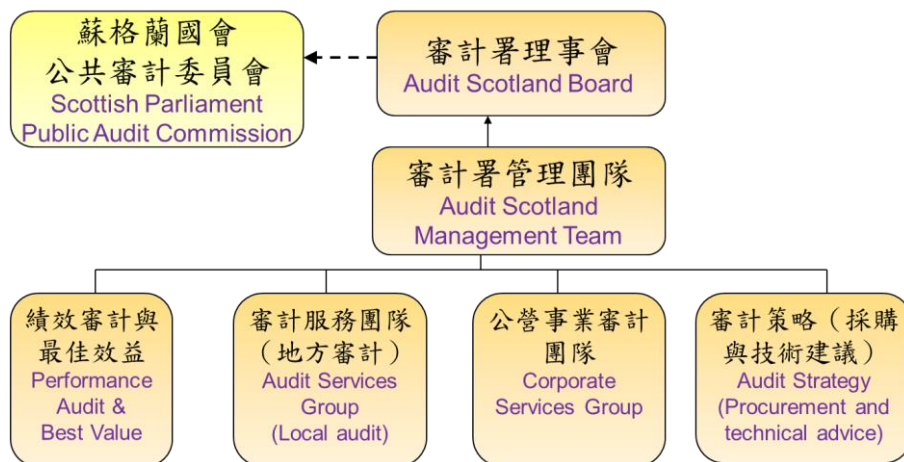 蘇格蘭國會
公共審計委員會
Scottish Parliament
Public Audit Commission
審計署理事會
Audit Scotland Board
審計署管理團隊
Audit Scotland
Management Team
績效審計與
最佳效益
Performance
Audit &
Best Value
審計服務團隊
（地方審計）
Audit Services
Group
(Local audit)
公營事業審計
團隊
Corporate
Services Group
審計策略（採購
與技術建議）
Audit Strategy
(Procurement and
technical advice)